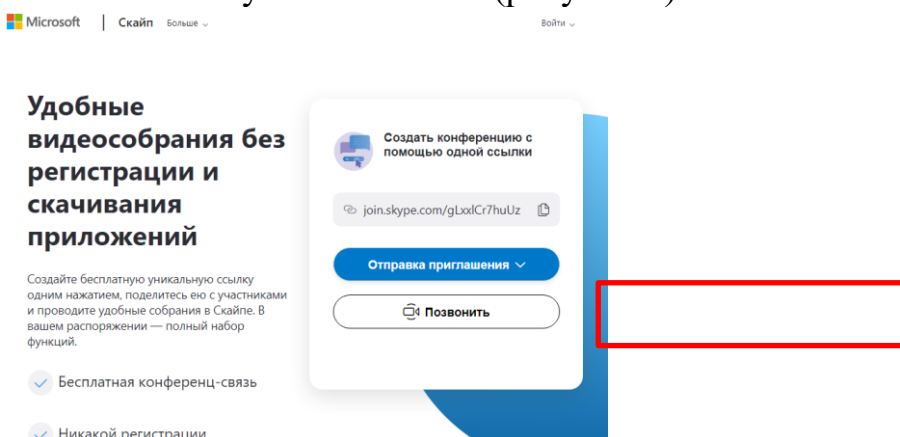 Microsoft | Скайп Больше Войти
Удобные
видеособрания без
регистрации и
скачивания
приложений
Создайте бесплатную уникальную ссылку
одним нажатием, поделитесь ею с участниками
и проводите удобные собрания в Скайпе. В
вашем распоряжении — полный набор
функций.
Бесплатная конференц-связь
Никакой регистрации
Создать конференцию с
помощью одной ссылки
join.skype.com/gLxxlCr7huUz
Отправка приглашения
Позвонить